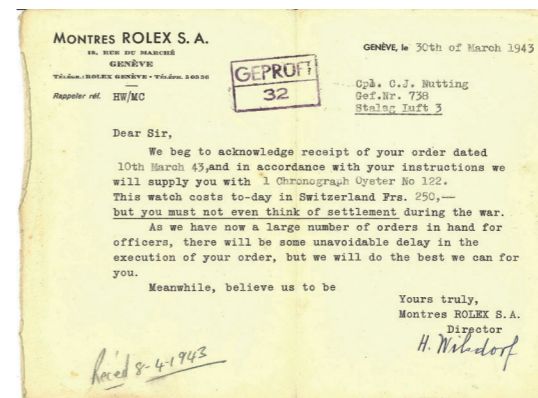 MONTRES ROLEX S. A.
18, RUE DU MARCHÉ
GENÈVE
TÉLÉGR.: ROLEX GENÈVE · TÉLÉPH. 50520
Rappeler réf. HW/MC
GENÈVE, le 30th of March 1943
GEPRÜFT
32
Cpl. C.J. Nutting
Gef.Nr. 738
Stalag Luft 3
Dear Sir,
We beg to acknowledge receipt of your order dated
10th March 43,and in accordance with your instructions we
will supply you with 1 Chronograph Oyster No 122.
This watch costs to-day in Switzerland Frs. 250,—
but you must not even think of settlement during the war.
As we have now a large number of orders in hand for
officers, there will be some unavoidable delay in the
execution of your order, but we will do the best we can for
you.
Meanwhile, believe us to be
Yours truly,
Montres ROLEX S.A.
Director
H. Wilsdorf
Recéd 8-4-1943